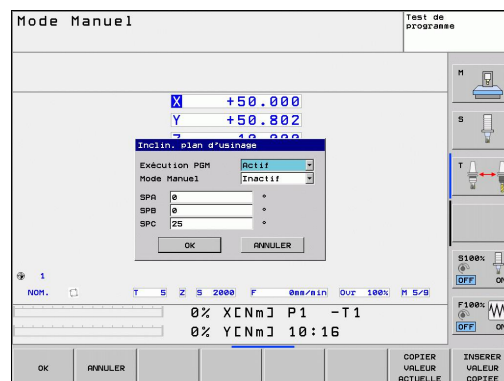 Mode Manuel
Test de
programme
M
X +50.000
Y +50.802
S
Inclin. plan d'usinage
Exécution PGM Actif
Mode Manuel Inactif
T
SPA 0 °
SPB 0 °
SPC 25 °
OK ANNULER
S100%
OFF ON
1
NOM. T 5 Z S 2000 F 0mm/min Ovr 100% M 5/9
0% X[Nm] P1 -T1
0% Y[Nm] 10:16
F100%
OFF ON
OK
ANNULER
COPIER
VALEUR
ACTUELLE
INSERER
VALEUR
COPIEE